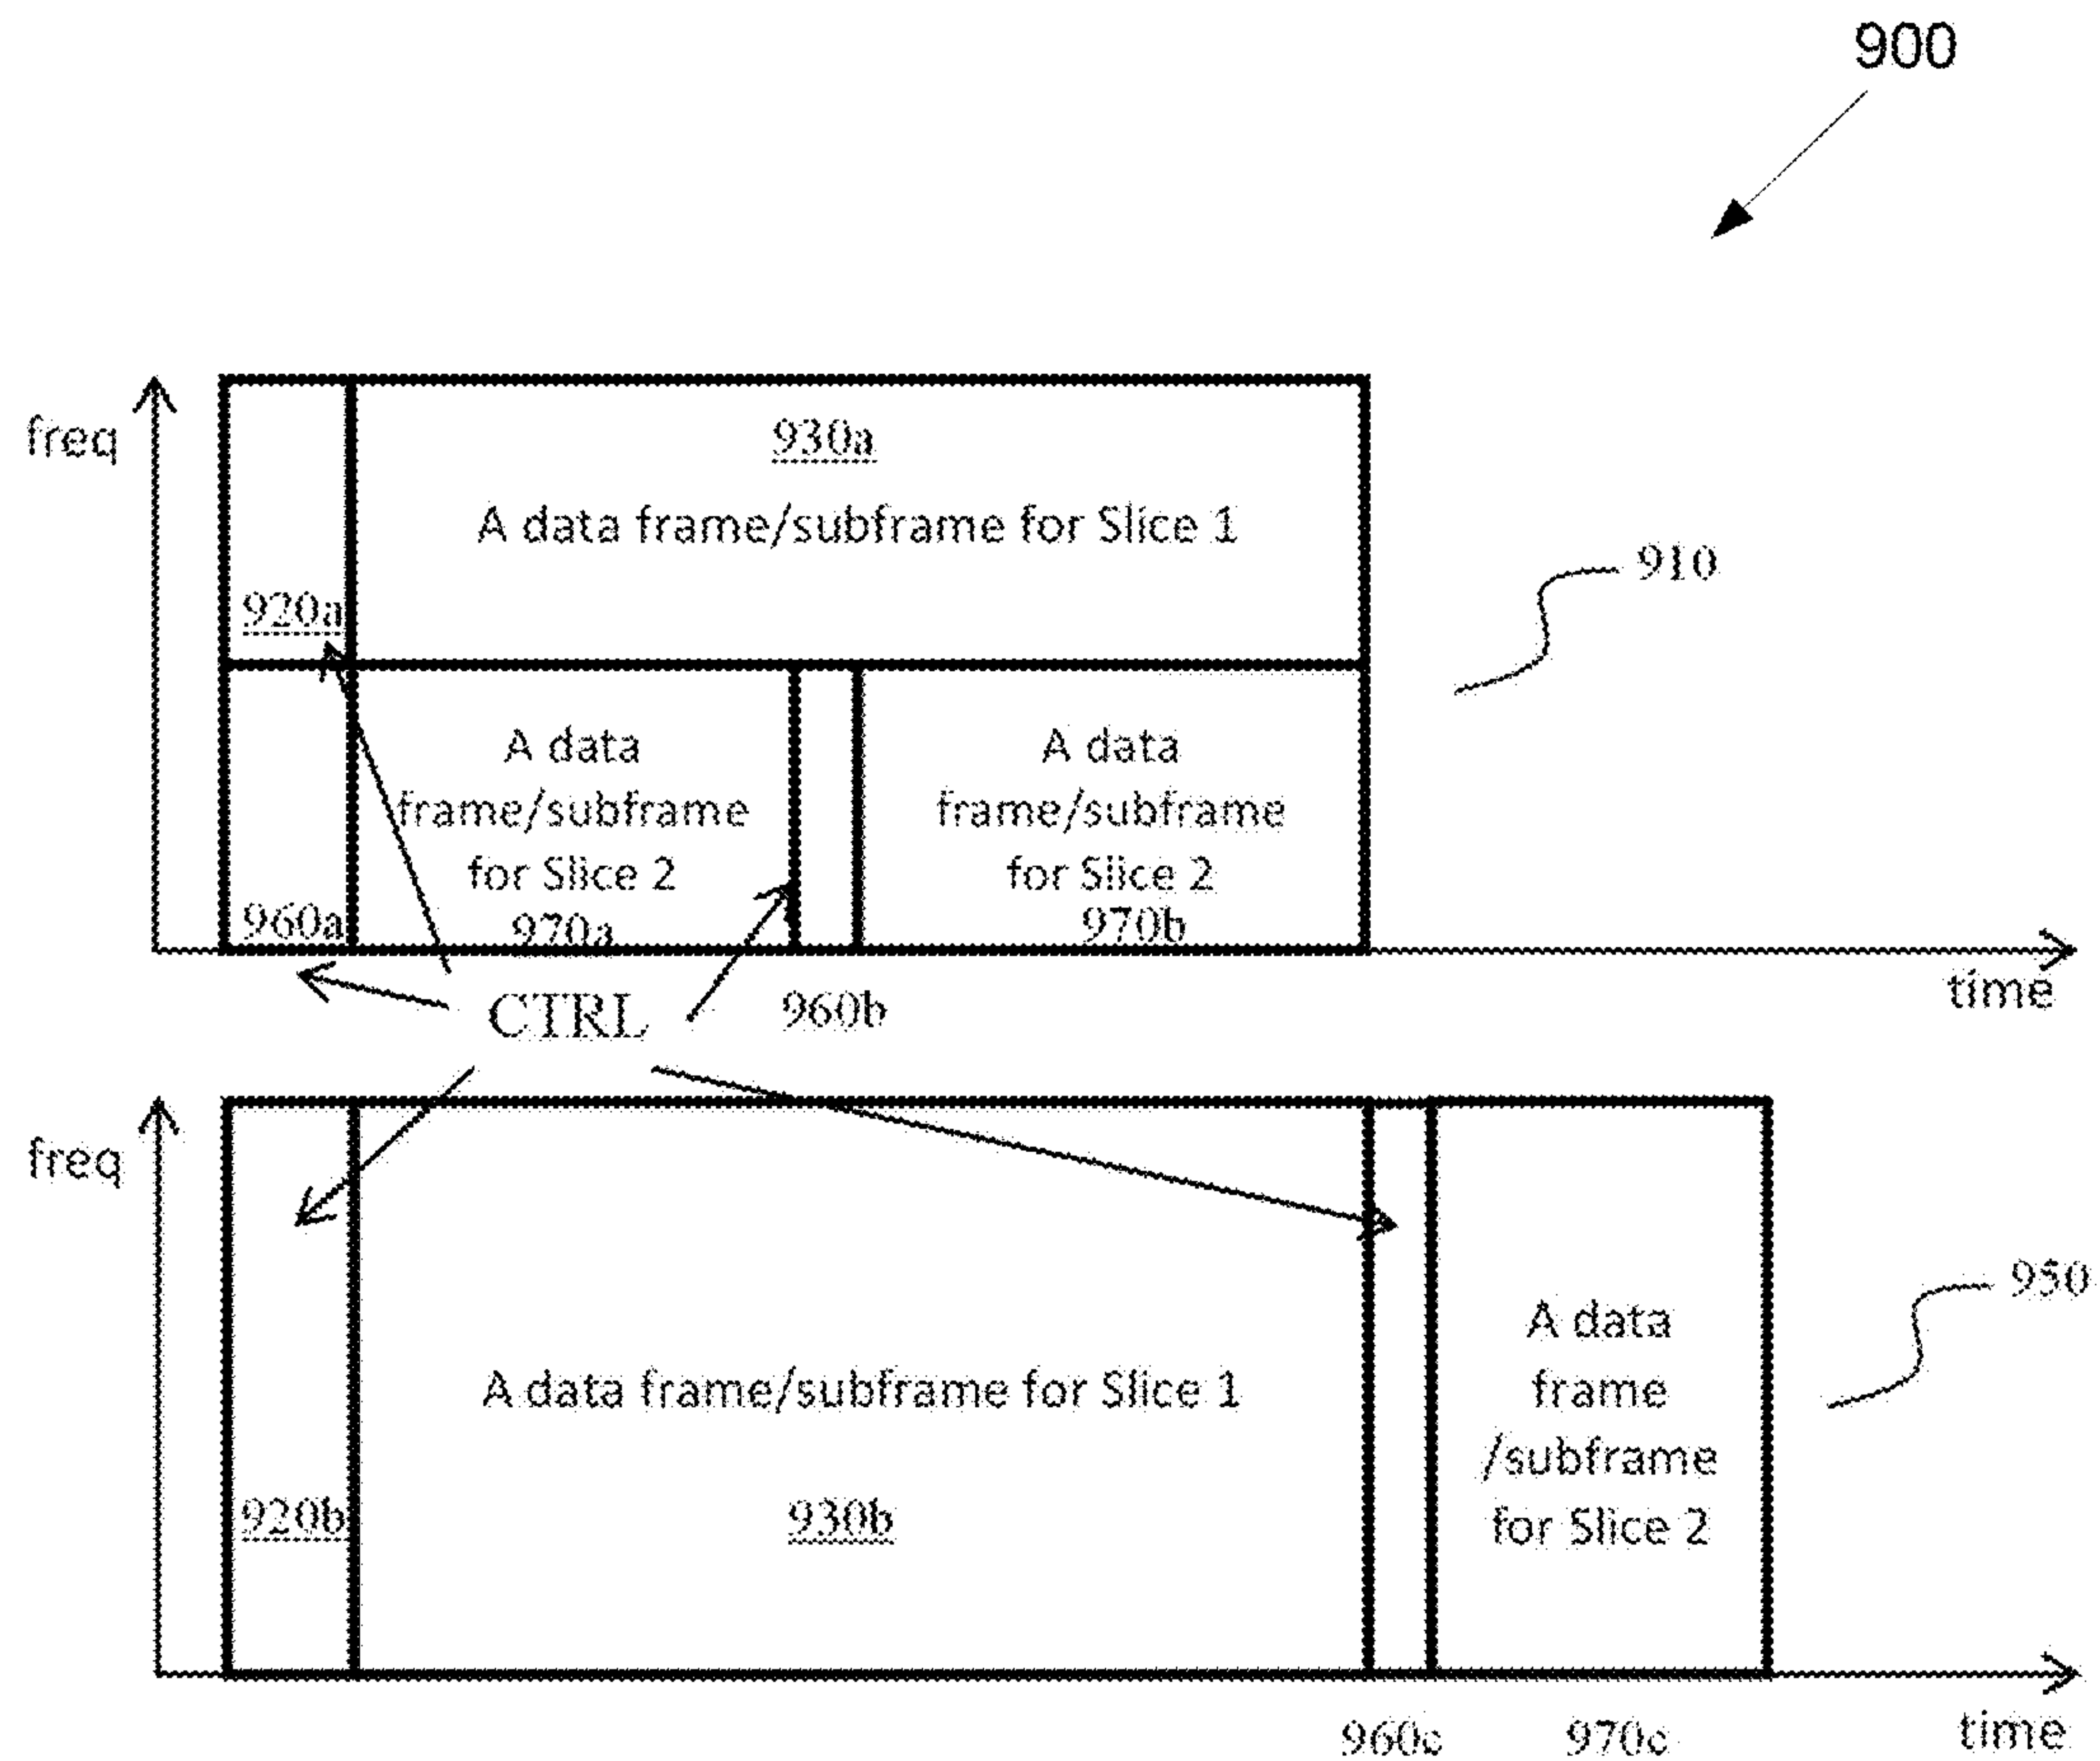 900
freq
930a
A data frame/subframe for Slice 1
920a
910
A data
frame/subframe
for Slice 2
970a
A data
frame/subframe
for Slice 2
970b
960a
time
CTRL
960b
freq
A data frame/subframe for Slice 1
920b
930b
A data
frame
/subframe
for Slice 2
950
960c
970c
time